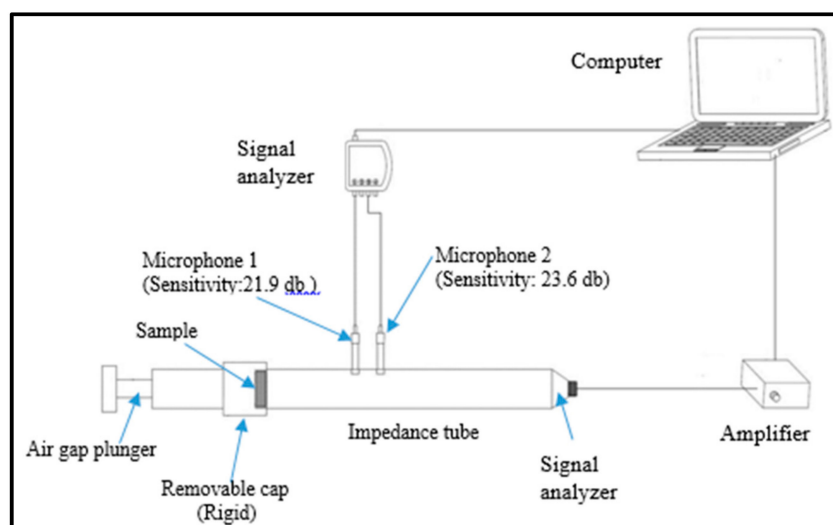 Computer
Signal
analyzer
Microphone 1
(Sensitivity:21.9 db.)
Microphone 2
(Sensitivity: 23.6 db)
Sample
Air gap plunger
Removable cap
(Rigid)
Impedance tube
Signal
analyzer
Amplifier